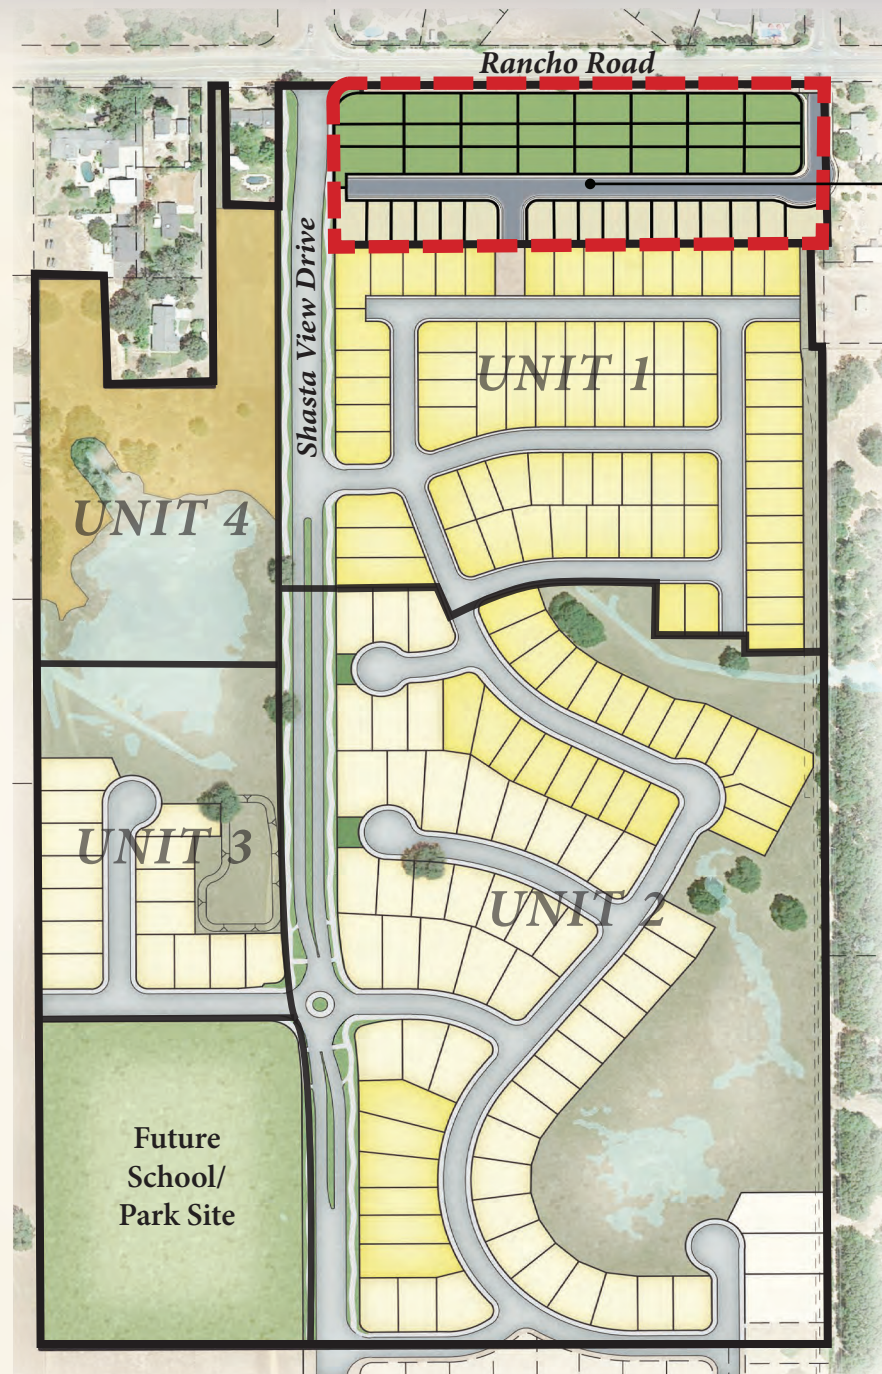 Rancho Road
Shasta View Drive
UNIT 1
UNIT 4
UNIT 3
UNIT 2
Future
School/
Park Site